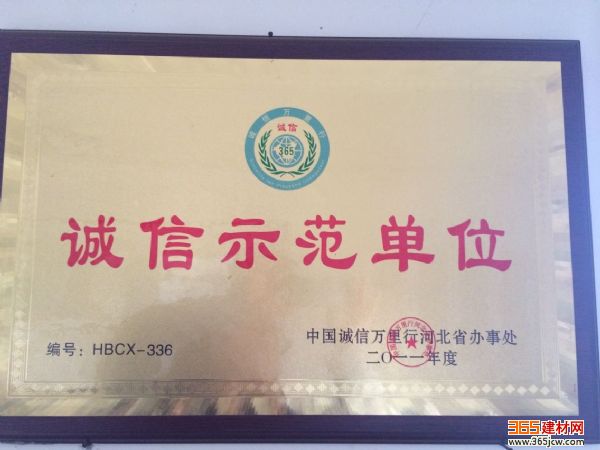 诚信万里行
诚信
365
诚信示范单位
编号：HBCX-336
中国诚信万里行河北省办事处
二〇一一年度
365建材网
www.365jcw.com